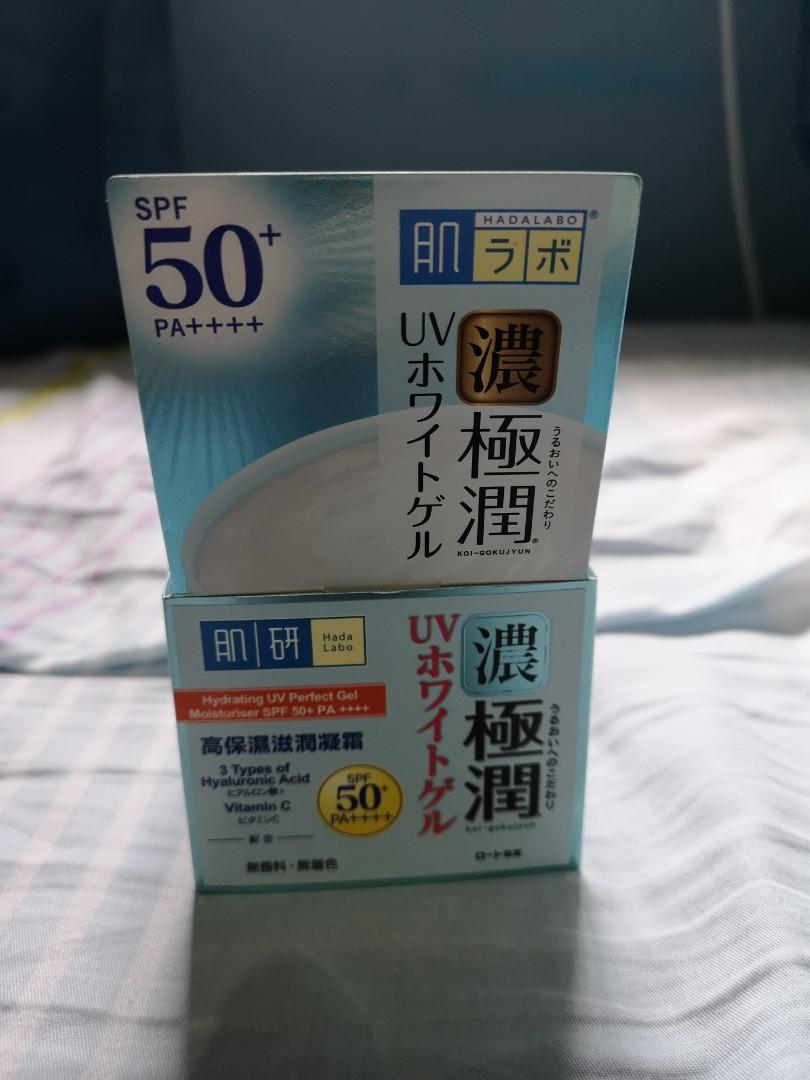 SPF
50+
PA++++
HADALABO®
肌ラボ
濃
極潤®
うるおいへのこだわり
KOI-GOKUJYUN
UVホワイトゲル
肌研
Hada
Labo
Hydrating UV Perfect Gel
Moisturiser SPF 50+ PA ++++
高保濕滋潤凝霜
3 Types of
Hyaluronic Acid
ヒアルロン酸
Vitamin C
ビタミンC
配合
SPF
50+
PA++++
無香料・無着色
濃
極潤
うるおいへのこだわり
koi-gokujyun
UVホワイトゲル
ロート製薬